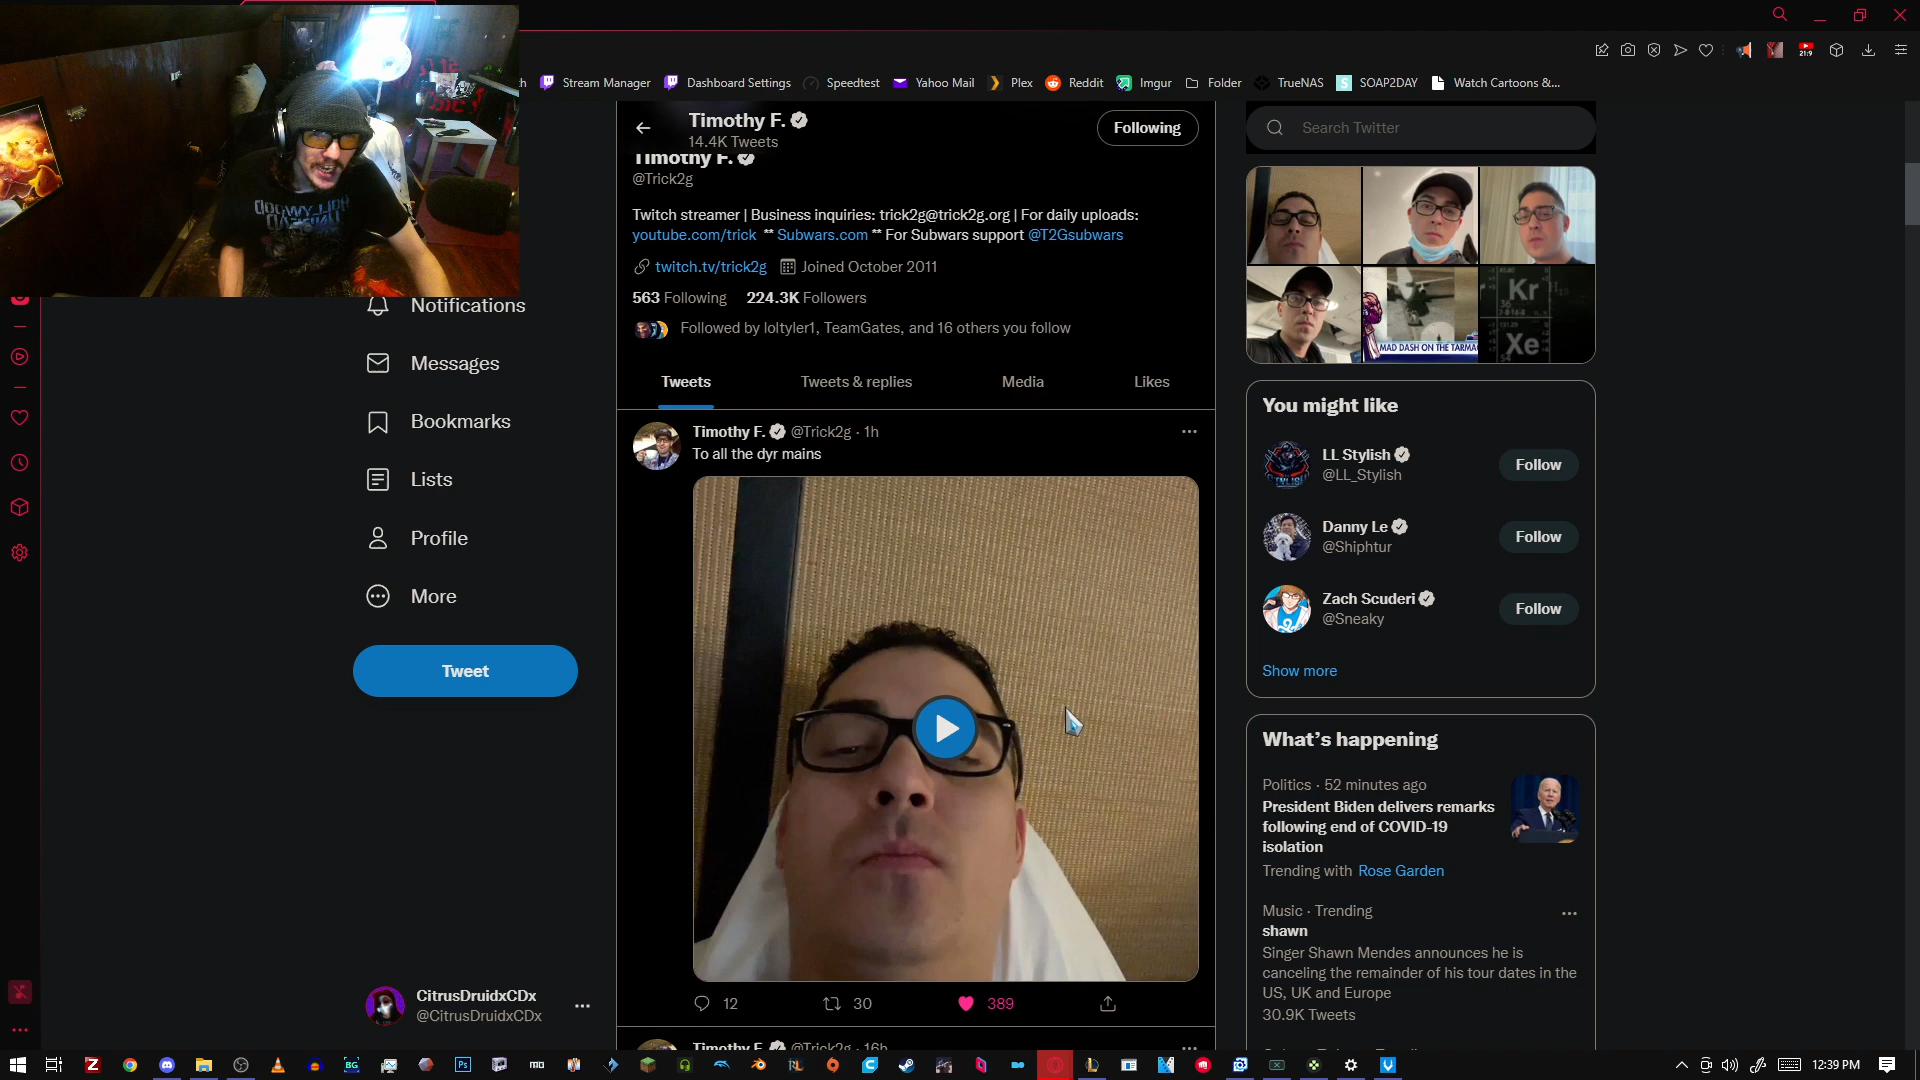 Stream Manager
Dashboard Settings
Speedtest
Yahoo Mail
Plex
Reddit
Imgur
Folder
TrueNAS
SOAP2DAY
Watch Cartoons &...
Timothy F.
14.4K Tweets
Following
Timothy F.
@Trick2g
Twitch streamer | Business inquiries: trick2g@trick2g.org | For daily uploads:
youtube.com/trick ** Subwars.com ** For Subwars support @T2Gsubwars
twitch.tv/trick2g Joined October 2011
563 Following 224.3K Followers
Followed by loltyler1, TeamGates, and 16 others you follow
Tweets
Tweets & replies
Media
Likes
Timothy F. @Trick2g · 1h
To all the dyr mains
12
30
389
Timothy F. @Trick2g · 16h
Notifications
Messages
Bookmarks
Lists
Profile
More
Tweet
CitrusDruidxCDx
@CitrusDruidxCDx
Search Twitter
MAD DASH ON THE TARMAC
36
Kr
Xe
You might like
LL Stylish
@LL_Stylish
Follow
Danny Le
@Shiphtur
Follow
Zach Scuderi
@Sneaky
Follow
Show more
What's happening
Politics · 52 minutes ago
President Biden delivers remarks
following end of COVID-19
isolation
Trending with Rose Garden
Music · Trending
shawn
Singer Shawn Mendes announces he is
canceling the remainder of his tour dates in the
US, UK and Europe
30.9K Tweets
12:39 PM